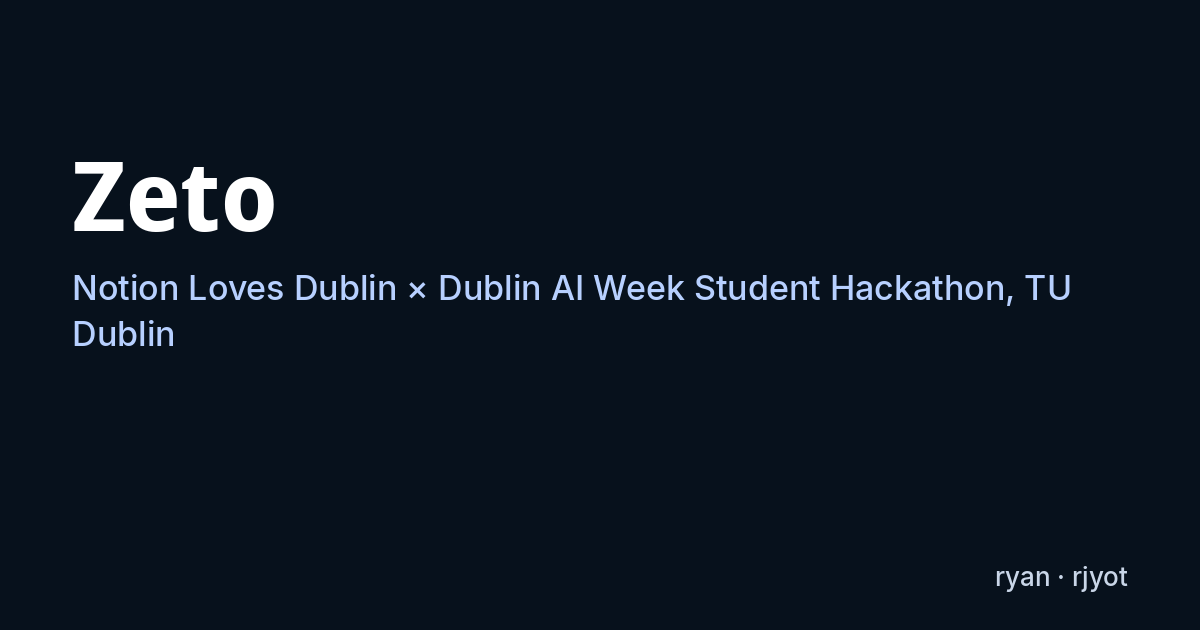 Zeto
Notion Loves Dublin × Dublin AI Week Student Hackathon, TU
Dublin
ryan · rjyot